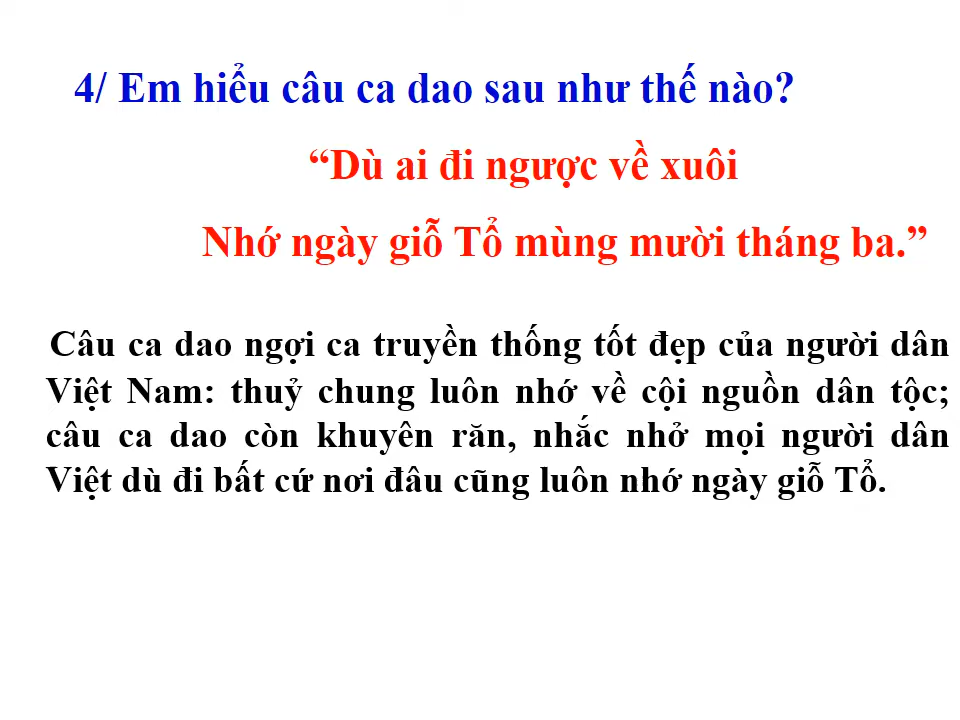 4/ Em hiểu câu ca dao sau như thế nào?
“Dù ai đi ngược về xuôi
Nhớ ngày giỗ Tổ mùng mười tháng ba.”
Câu ca dao ngợi ca truyền thống tốt đẹp của người dân
Việt Nam: thuỷ chung luôn nhớ về cội nguồn dân tộc;
câu ca dao còn khuyên răn, nhắc nhở mọi người dân
Việt dù đi bất cứ nơi đâu cũng luôn nhớ ngày giỗ Tổ.